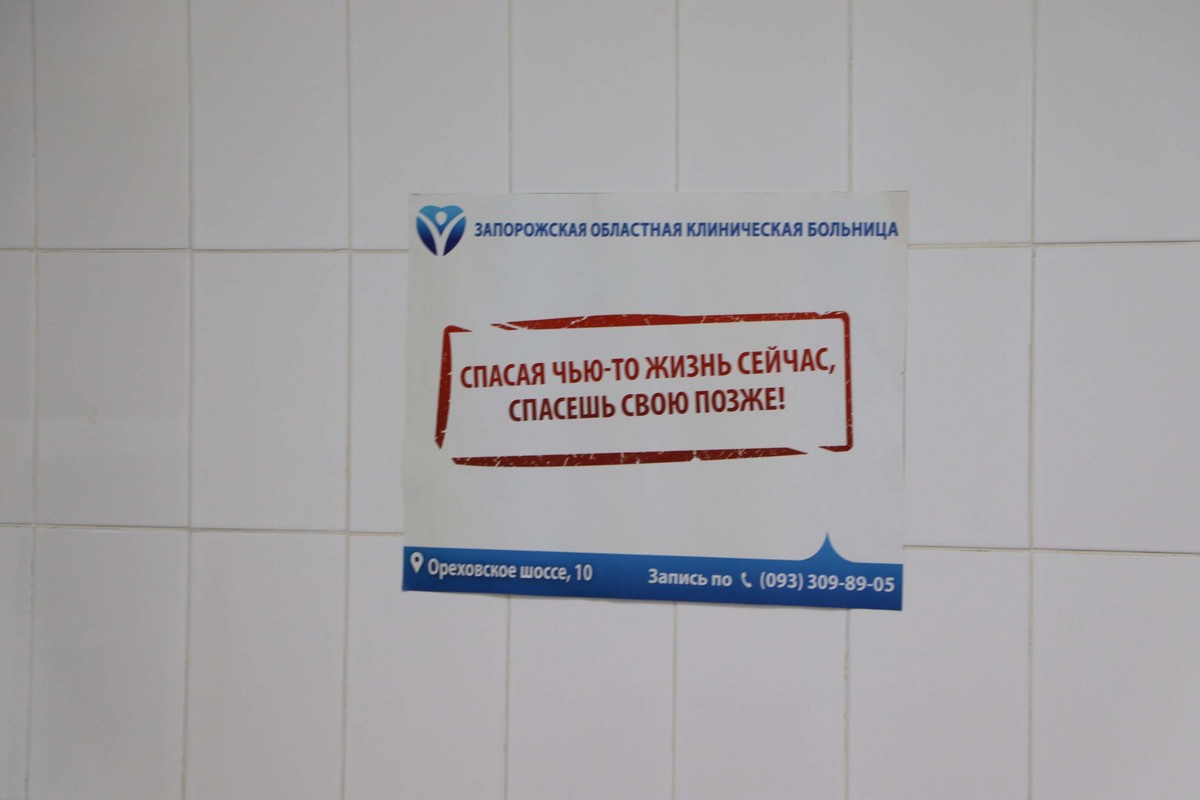 ЗАПОРОЖСКАЯ ОБЛАСТНАЯ КЛИНИЧЕСКАЯ БОЛЬНИЦА
СПАСАЯ ЧЬЮ-ТО ЖИЗНЬ СЕЙЧАС,
СПАСЕШЬ СВОЮ ПОЗЖЕ!
Ореховское шоссе, 10
Запись по (093) 309-89-05